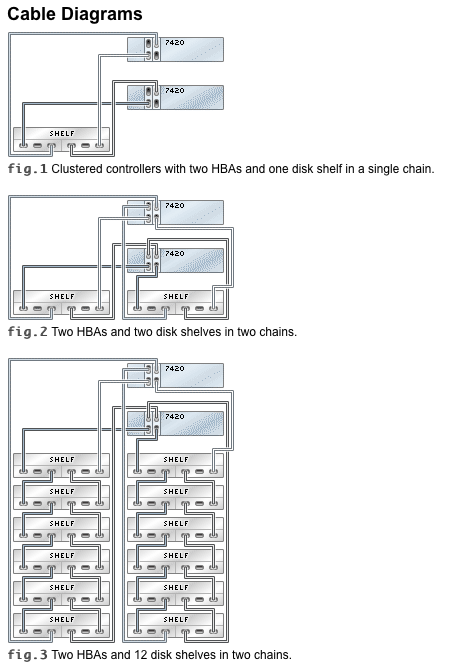 Cable Diagrams
7420
7420
SHELF
fig.1 Clustered controllers with two HBAs and one disk shelf in a single chain.
7420
7420
SHELF SHELF
fig.2 Two HBAs and two disk shelves in two chains.
7420
7420
SHELF SHELF
SHELF SHELF
SHELF SHELF
SHELF SHELF
SHELF SHELF
SHELF SHELF
fig.3 Two HBAs and 12 disk shelves in two chains.